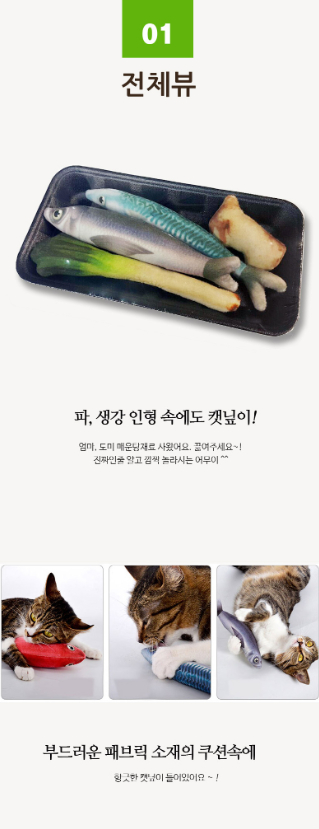 01
전체뷰
파, 생강 인형 속에도 캣닢이!
엄마, 도미 매운탕재료 사왔어요. 끓여주세요~!
진짜인줄 알고 깜짝 놀라시는 어무이 ^^
부드러운 패브릭 소재의 쿠션속에
향긋한 캣닢이 들어있어요 ~ !